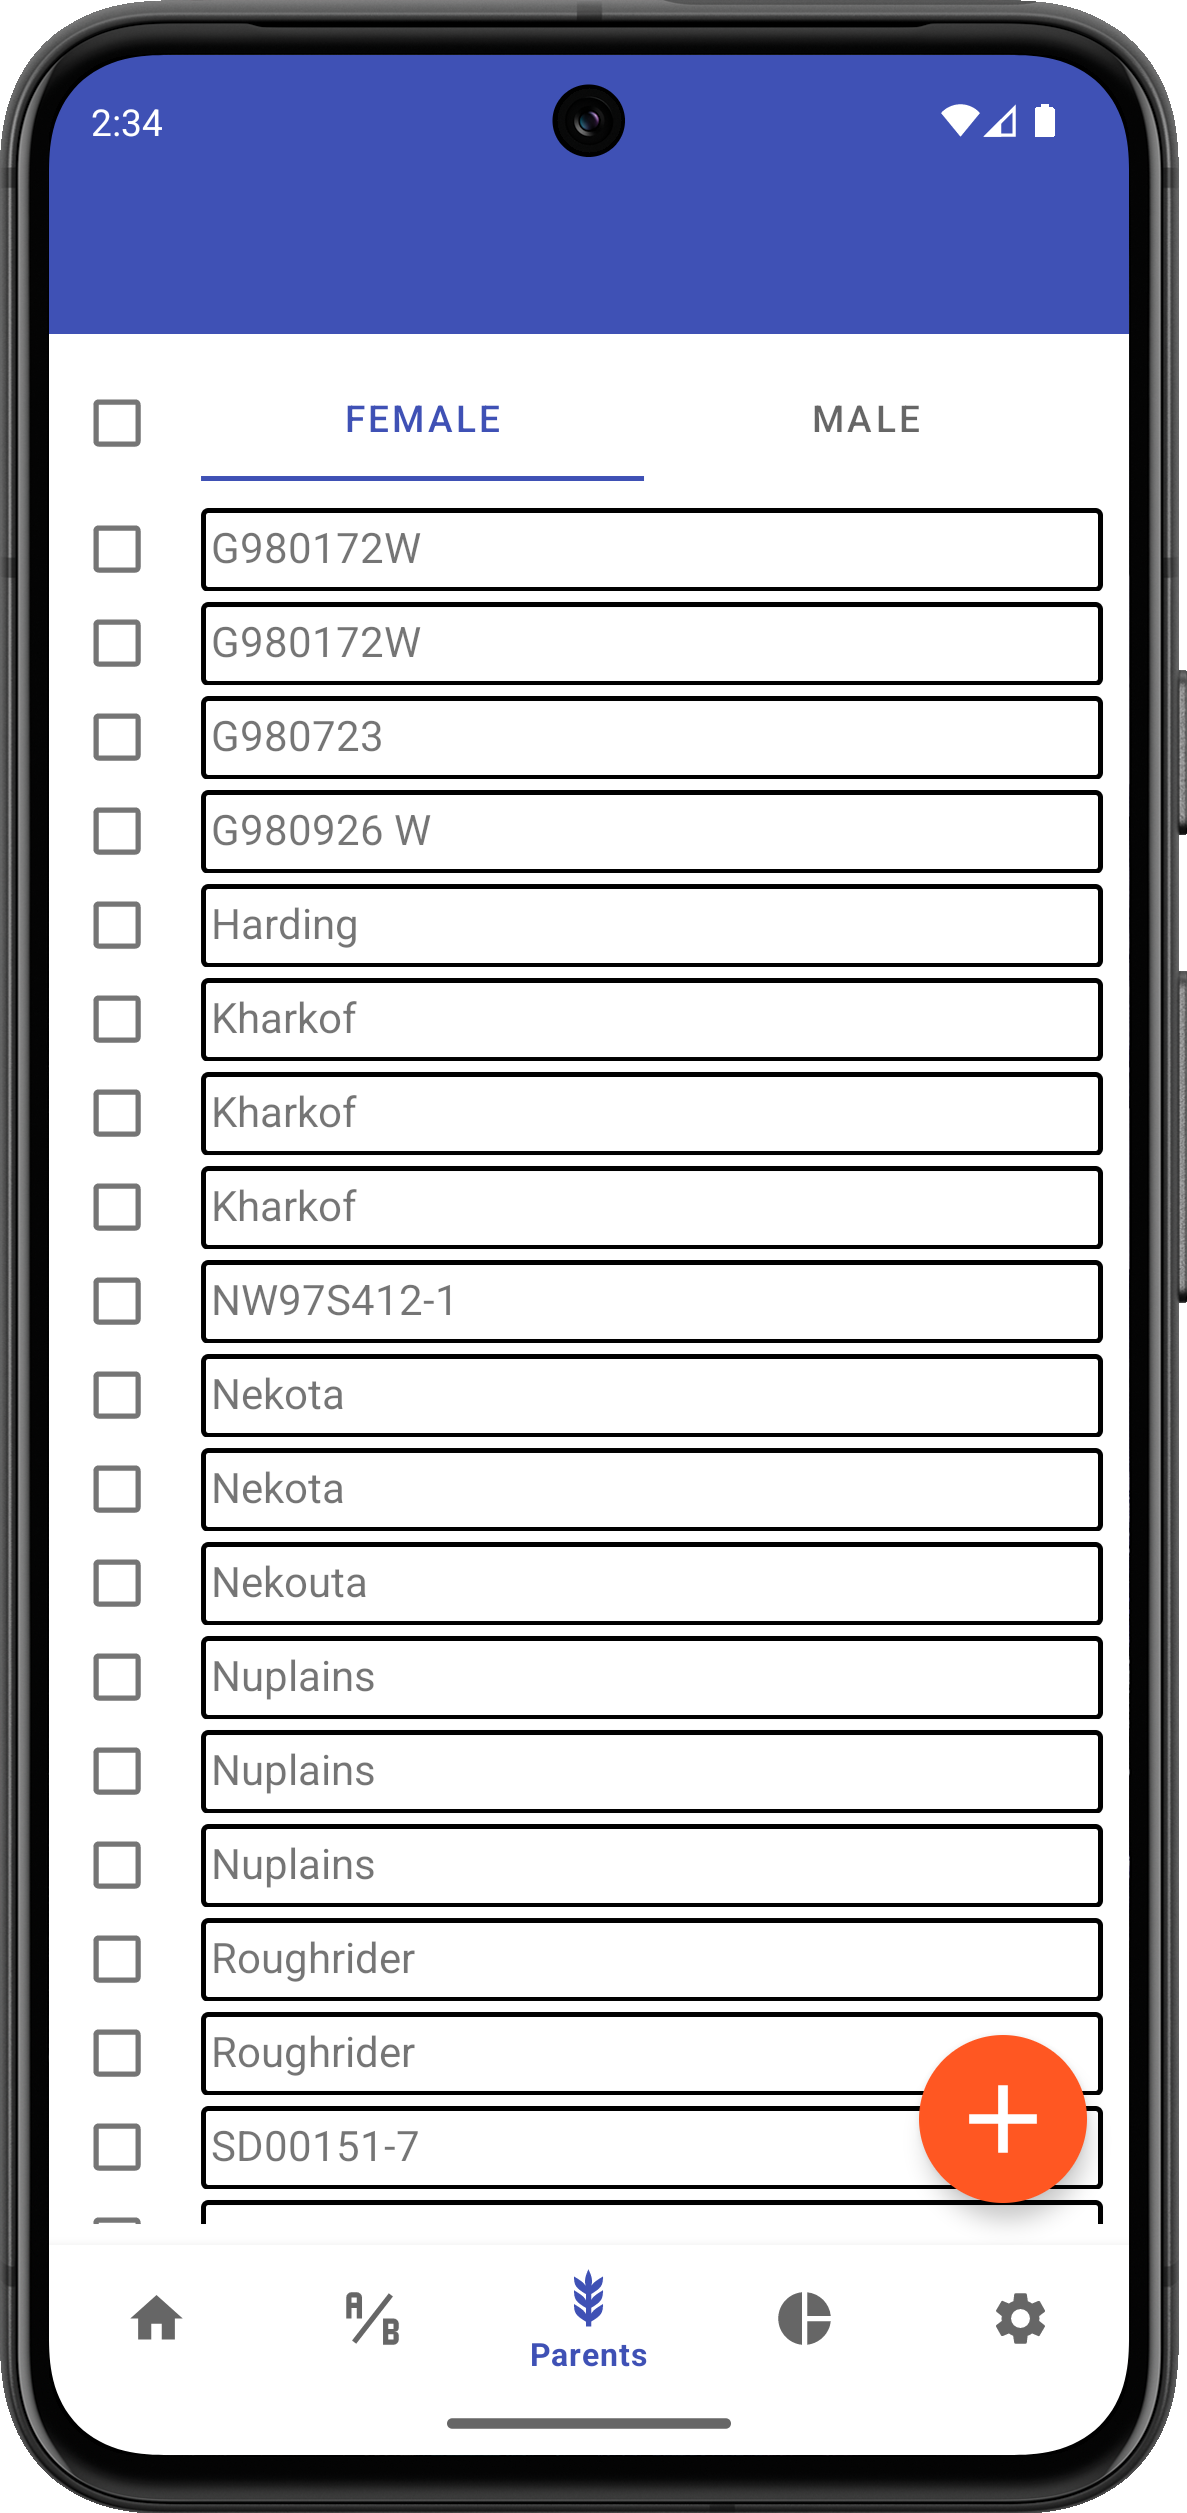 2:34
FEMALE MALE
G980172W
G980172W
G980723
G980926 W
Harding
Kharkof
Kharkof
Kharkof
NW97S412-1
Nekota
Nekota
Nekouta
Nuplains
Nuplains
Nuplains
Roughrider
Roughrider
SD00151-7
A/B
Parents